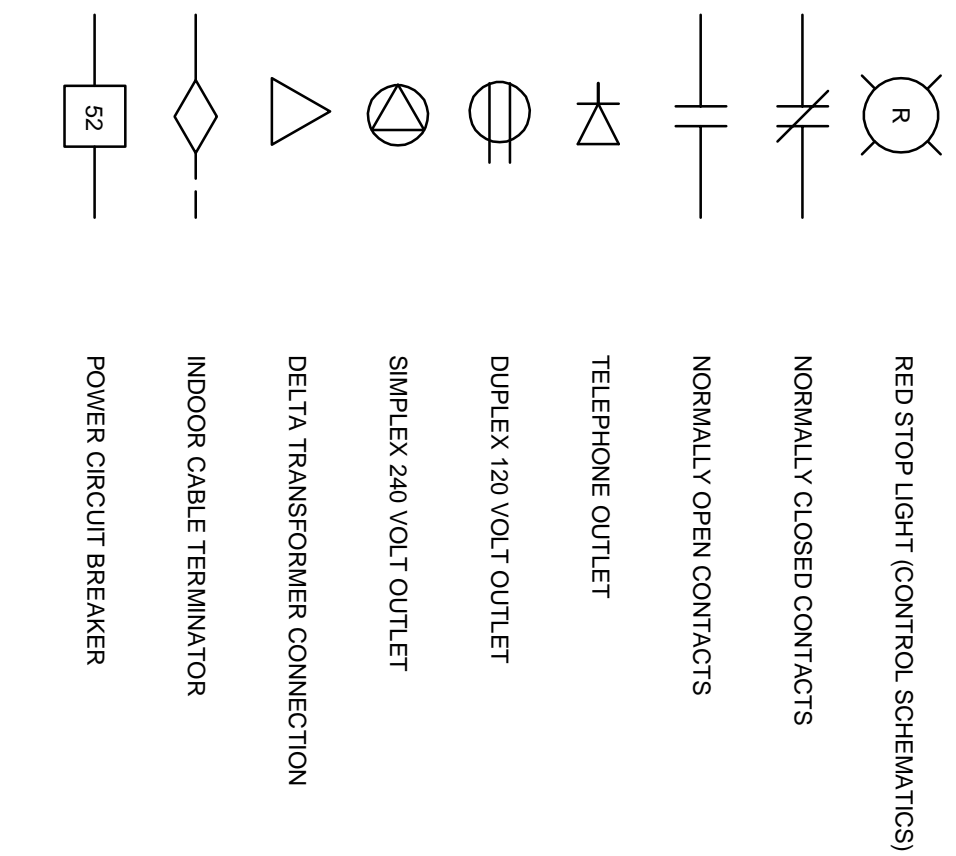 R RED STOP LIGHT (CONTROL SCHEMATICS)
NORMALLY CLOSED CONTACTS
NORMALLY OPEN CONTACTS
TELEPHONE OUTLET
DUPLEX 120 VOLT OUTLET
SIMPLEX 240 VOLT OUTLET
DELTA TRANSFORMER CONNECTION
INDOOR CABLE TERMINATOR
52 POWER CIRCUIT BREAKER